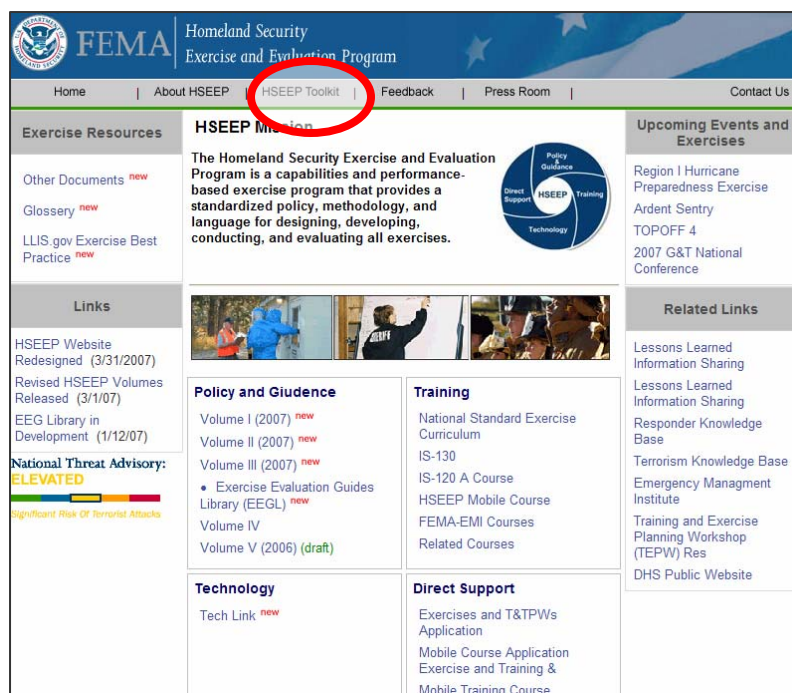 FEMA
Homeland Security
Exercise and Evaluation Program
Home | About HSEEP | HSEEP Toolkit | Feedback | Press Room | Contact Us
Exercise Resources
Other Documents new
Glossery new
LLIS.gov Exercise Best
Practice new
Links
HSEEP Website
Redesigned (3/31/2007)
Revised HSEEP Volumes
Released (3/1/07)
EEG Library in
Development (1/12/07)
National Threat Advisory:
ELEVATED
Significant Risk Of Terrorist Attacks
HSEEP Mission
The Homeland Security Exercise and Evaluation
Program is a capabilities and performance-
based exercise program that provides a
standardized policy, methodology, and
language for designing, developing,
conducting, and evaluating all exercises.
Policy &
Guidance
Direct
Support
HSEEP
Training
Technology
SHERIFF
Policy and Giudence
Volume I (2007) new
Volume II (2007) new
Volume III (2007) new
• Exercise Evaluation Guides
Library (EEGL) new
Volume IV
Volume V (2006) (draft)
Training
National Standard Exercise
Curriculum
IS-130
IS-120 A Course
HSEEP Mobile Course
FEMA-EMI Courses
Related Courses
Technology
Tech Link new
Direct Support
Exercises and T&TPWs
Application
Mobile Course Application
Exercise and Training &
Mobile Training Course
Upcoming Events and
Exercises
Region I Hurricane
Preparedness Exercise
Ardent Sentry
TOPOFF 4
2007 G&T National
Conference
Related Links
Lessons Learned
Information Sharing
Lessons Learned
Information Sharing
Responder Knowledge
Base
Terrorism Knowledge Base
Emergency Managment
Institute
Training and Exercise
Planning Workshop
(TEPW) Res
DHS Public Website